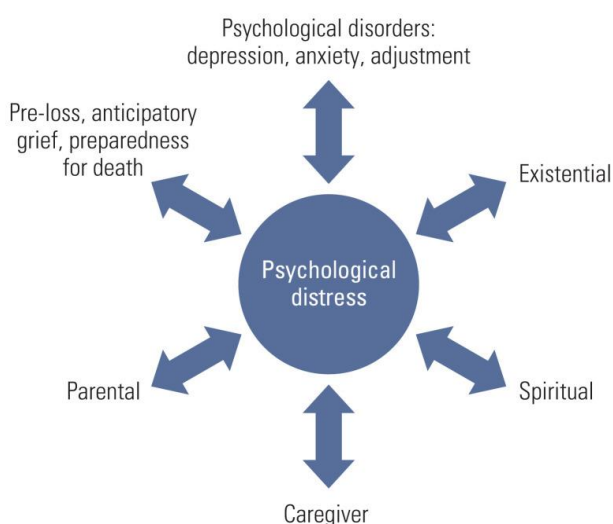 Psychological disorders:
depression, anxiety, adjustment
Pre-loss, anticipatory
grief, preparedness
for death
Existential
Psychological
distress
Parental
Spiritual
Caregiver